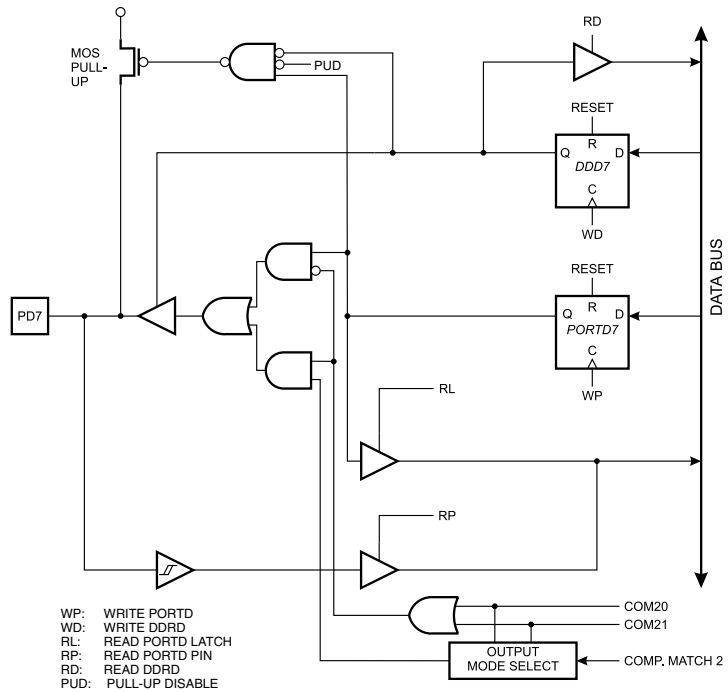 RD
MOS
PULL-
UP
PUD
RESET
R
Q
D
DDD7
C
WD
RESET
R
Q
D
PORTD7
C
WP
DATA BUS
PD7
RL
RP
COM20
COM21
OUTPUT
MODE SELECT
COMP. MATCH 2
WP: WRITE PORTD
WD: WRITE DDRD
RL: READ PORTD LATCH
RP: READ PORTD PIN
RD: READ DDRD
PUD: PULL-UP DISABLE